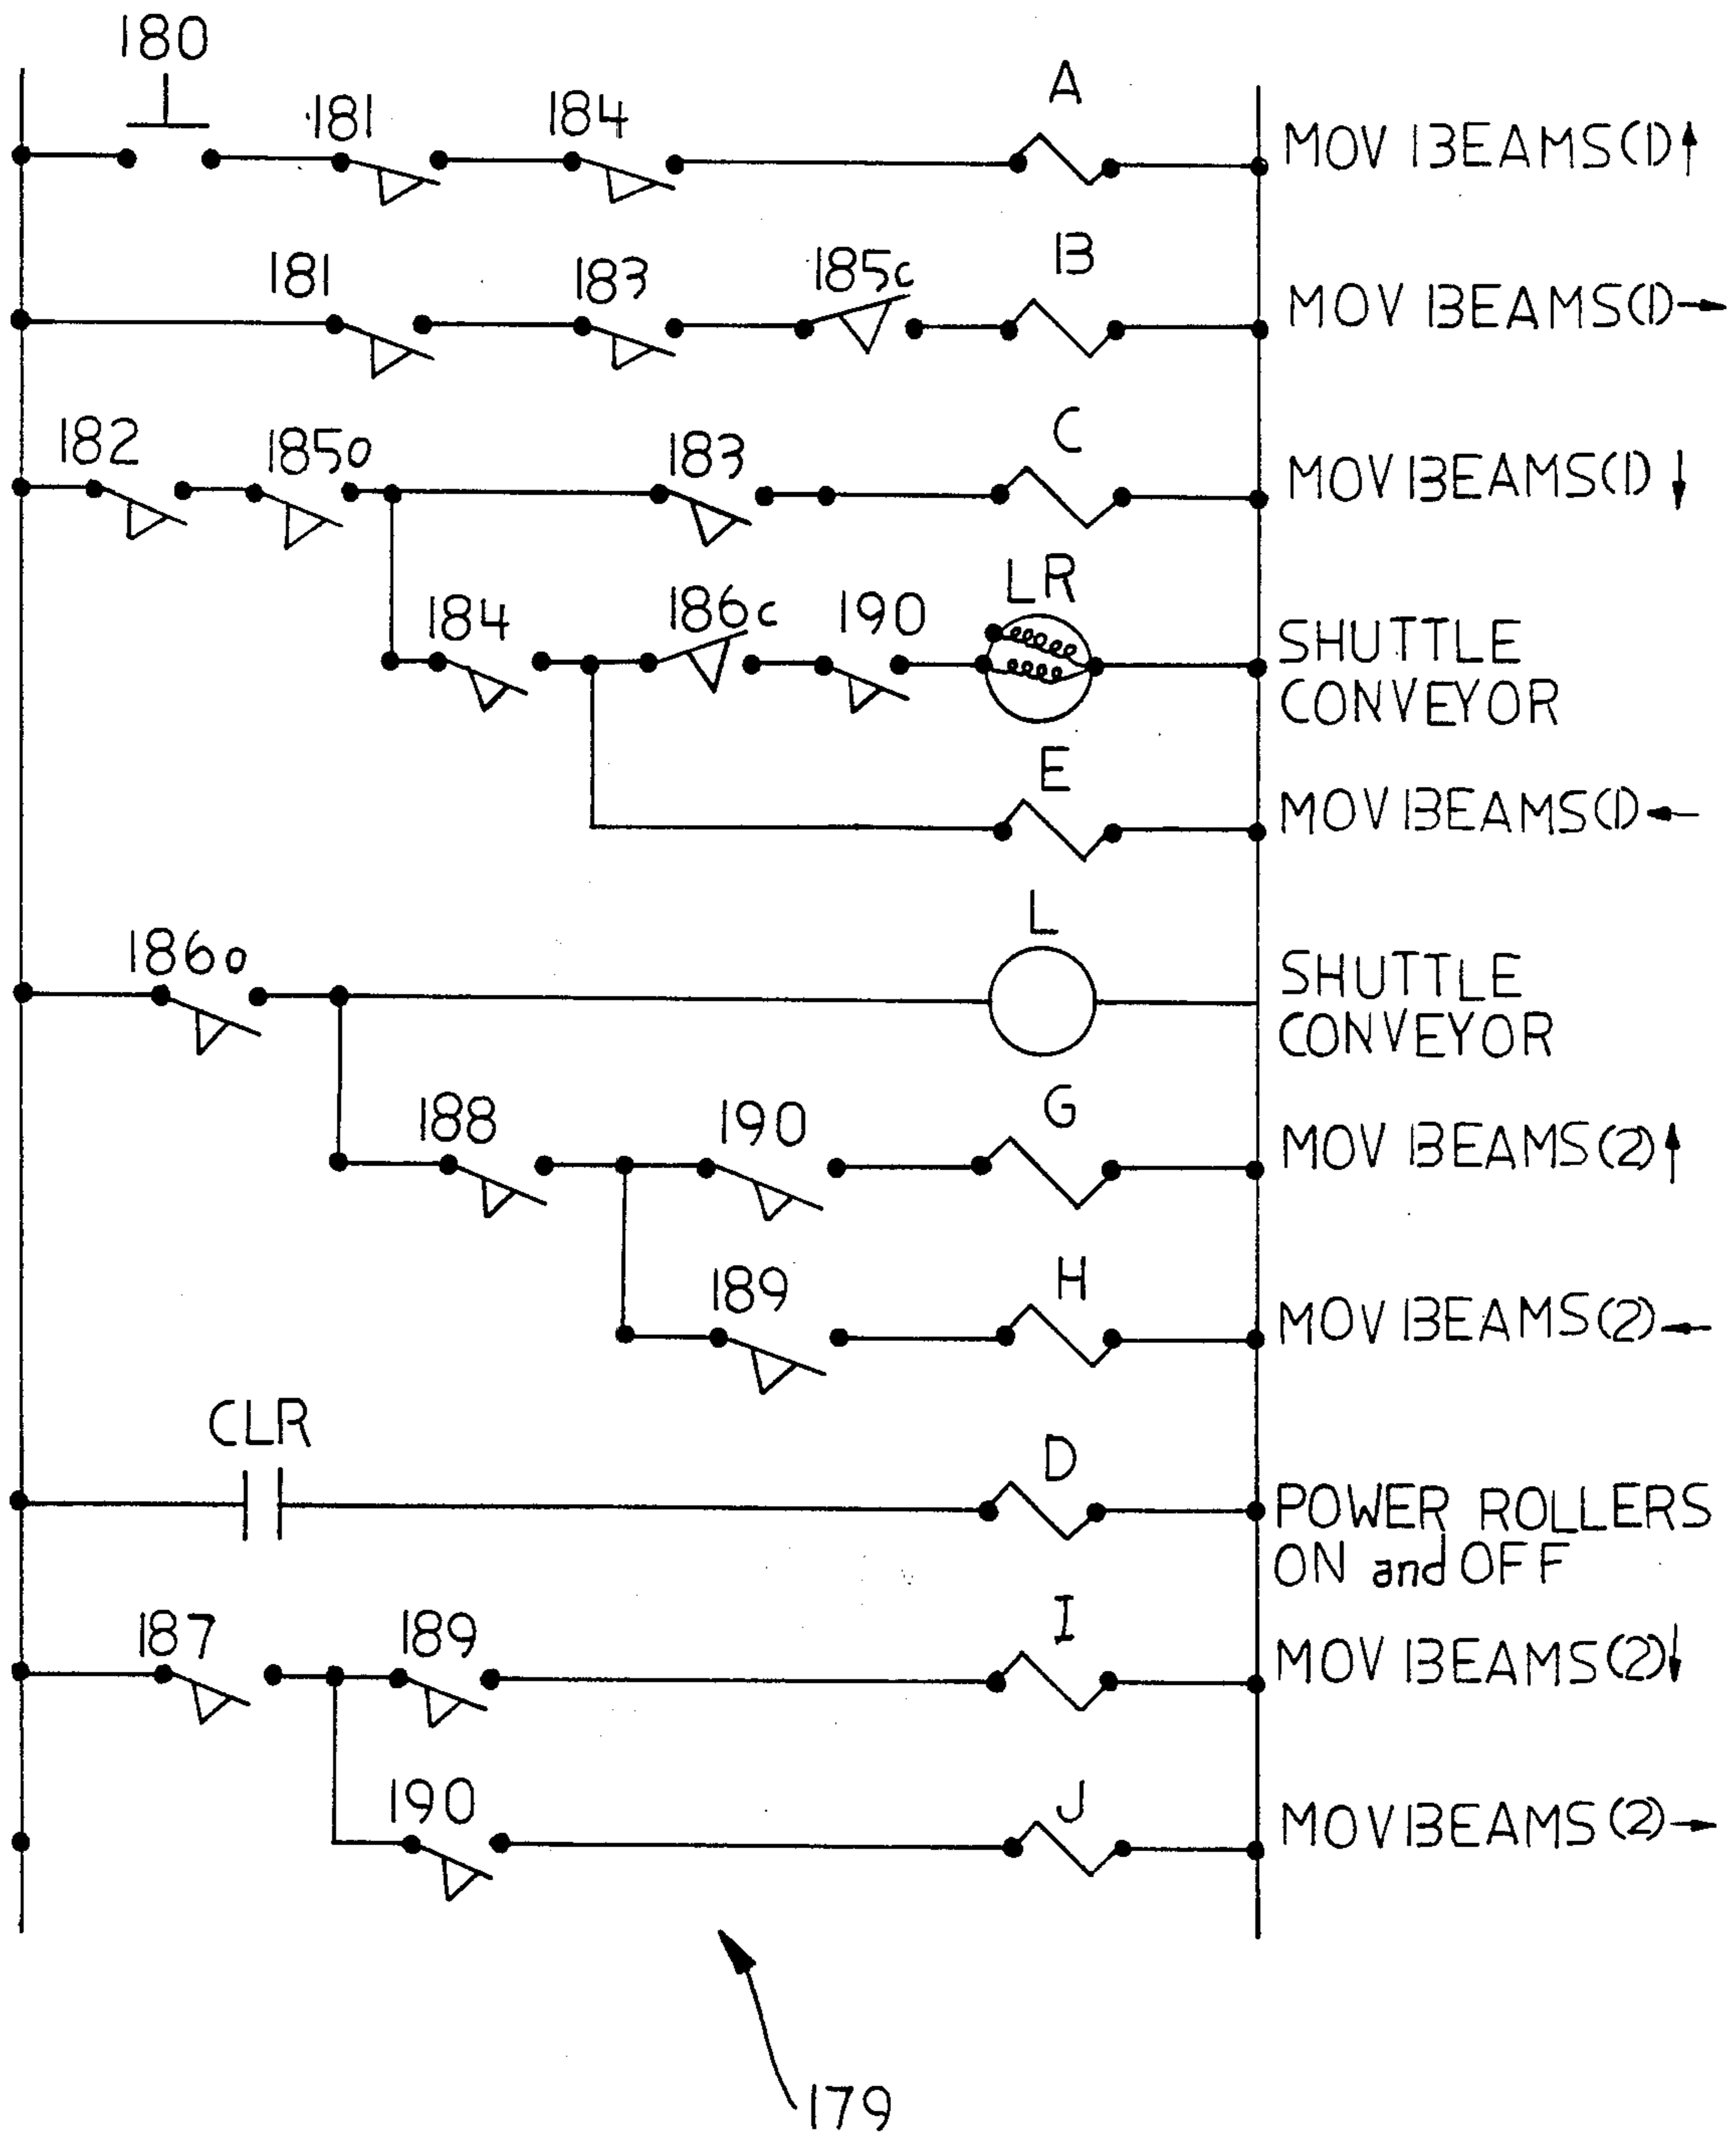 180
181 184 A MOV BEAMS(1)↑
181 183 185c B MOV BEAMS(1)→
182 185o 183 C MOV BEAMS(1)↓
184 186c 190 LR SHUTTLE
CONVEYOR
E MOV BEAMS(1)←
186o L SHUTTLE
CONVEYOR
188 190 G MOV BEAMS(2)↑
189 H MOV BEAMS(2)←
CLR D POWER ROLLERS
ON and OFF
187 189 I MOV BEAMS(2)↓
190 J MOV BEAMS(2)→
179